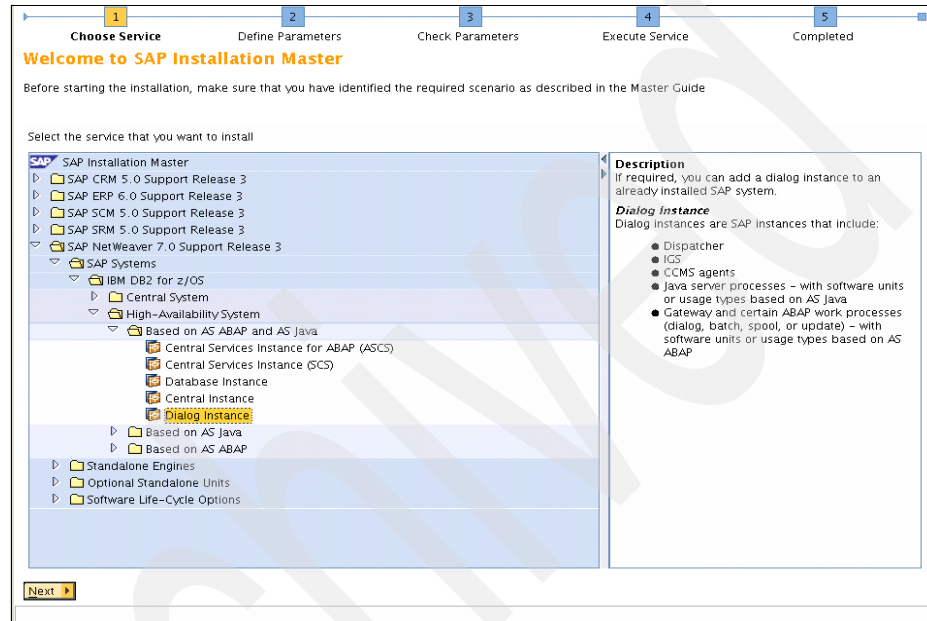 1 2 3 4 5
Choose Service Define Parameters Check Parameters Execute Service Completed
Welcome to SAP Installation Master
Before starting the installation, make sure that you have identified the required scenario as described in the Master Guide
Select the service that you want to install
SAP SAP Installation Master
SAP CRM 5.0 Support Release 3
SAP ERP 6.0 Support Release 3
SAP SCM 5.0 Support Release 3
SAP SRM 5.0 Support Release 3
SAP NetWeaver 7.0 Support Release 3
SAP Systems
IBM DB2 for z/OS
Central System
High-Availability System
Based on AS ABAP and AS Java
Central Services Instance for ABAP (ASCS)
Central Services Instance (SCS)
Database Instance
Central Instance
Dialog Instance
Based on AS Java
Based on AS ABAP
Standalone Engines
Optional Standalone Units
Software Life-Cycle Options
Description
If required, you can add a dialog instance to an
already installed SAP system.
Dialog Instance
Dialog instances are SAP instances that include:
Dispatcher
IGS
CCMS agents
Java server processes - with software units
or usage types based on AS Java
Gateway and certain ABAP work processes
(dialog, batch, spool, or update) - with
software units or usage types based on AS
ABAP
Next